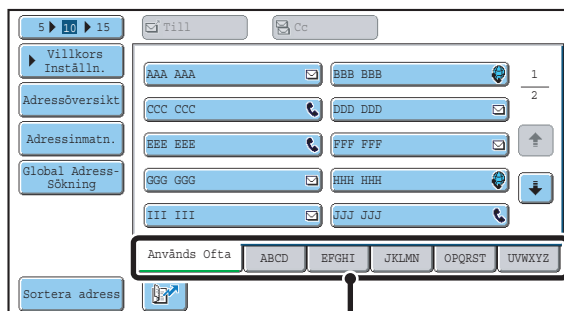 5 10 15
Till
Cc
Villkors
Inställn.
Adressöversikt
Adressinmatn.
Global Adress-
Sökning
Sortera adress
AAA AAA
BBB BBB
CCC CCC
DDD DDD
EEE EEE
FFF FFF
GGG GGG
HHH HHH
III III
JJJ JJJ
1
2
Används Ofta
ABCD
EFGHI
JKLMN
OPQRST
UVWXYZ